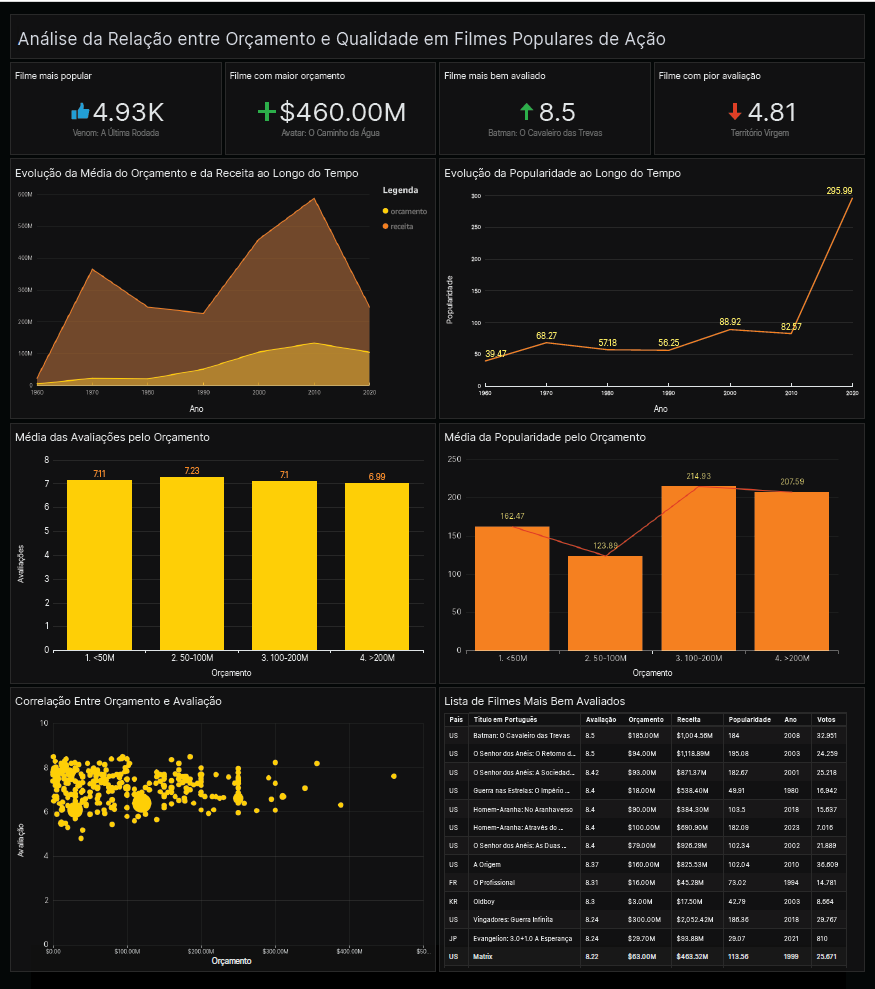 Análise da Relação entre Orçamento e Qualidade em Filmes Populares de Ação
Filme mais popular
4.93K
Venom: A Última Rodada
Filme com maior orçamento
$460.00M
Avatar: O Caminho da Água
Filme mais bem avaliado
8.5
Batman: O Cavaleiro das Trevas
Filme com pior avaliação
4.81
Território Virgem
Evolução da Média do Orçamento e da Receita ao Longo do Tempo
Legenda
orcamento
receita
600M
500M
400M
300M
200M
100M
0
1960 1970 1980 1990 2000 2010 2020
Ano
Evolução da Popularidade ao Longo do Tempo
Popularidade
300
250
200
150
100
50
0
39.47 68.27 57.18 56.25 88.92 82.57 295.99
1960 1970 1980 1990 2000 2010 2020
Ano
Média das Avaliações pelo Orçamento
Avaliações
8
7
6
5
4
3
2
1
0
7.11 7.23 7.1 6.99
1. <50M 2. 50-100M 3. 100-200M 4. >200M
Orçamento
Média da Popularidade pelo Orçamento
250
200
150
100
50
0
162.47 123.89 214.93 207.59
1. <50M 2. 50-100M 3. 100-200M 4. >200M
Orçamento
Correlação Entre Orçamento e Avaliação
Avaliação
10
8
6
4
2
0
$0.00 $100.00M $200.00M $300.00M $400.00M $50...
Orçamento
Lista de Filmes Mais Bem Avaliados
País Título em Português Avaliação Orçamento Receita Popularidade Ano Votos
US Batman: O Cavaleiro das Trevas 8.5 $185.00M $1,004.56M 184 2008 32.951
US O Senhor dos Anéis: O Retorno d... 8.5 $94.00M $1,118.89M 195.08 2003 24.259
US O Senhor dos Anéis: A Sociedad... 8.42 $93.00M $871.37M 182.67 2001 25.218
US Guerra nas Estrelas: O Império ... 8.4 $18.00M $538.40M 49.91 1980 16.942
US Homem-Aranha: No Aranhaverso 8.4 $90.00M $384.30M 103.5 2018 15.637
US Homem-Aranha: Através do ... 8.4 $100.00M $690.90M 182.09 2023 7.016
US O Senhor dos Anéis: As Duas ... 8.4 $79.00M $926.29M 102.34 2002 21.889
US A Origem 8.37 $160.00M $825.53M 102.04 2010 36.609
FR O Profissional 8.31 $16.00M $45.28M 73.02 1994 14.781
KR Oldboy 8.3 $3.00M $17.50M 42.79 2003 8.664
US Vingadores: Guerra Infinita 8.24 $300.00M $2,052.42M 186.36 2018 29.767
JP Evangelion: 3.0+1.0 A Esperança 8.24 $29.70M $93.88M 29.07 2021 810
US Matrix 8.22 $63.00M $463.52M 113.56 1999 25.671